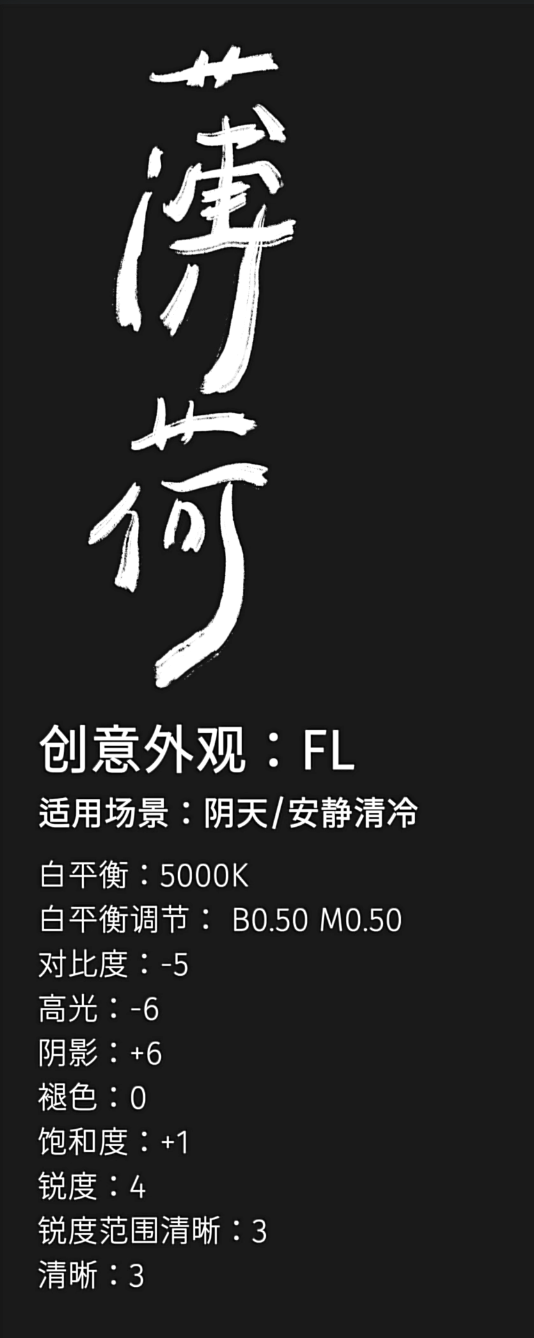 薄荷
创意外观：FL
适用场景：阴天/安静清冷
白平衡：5000K
白平衡调节： B0.50 M0.50
对比度：-5
高光：-6
阴影：+6
褪色：0
饱和度：+1
锐度：4
锐度范围清晰：3
清晰：3